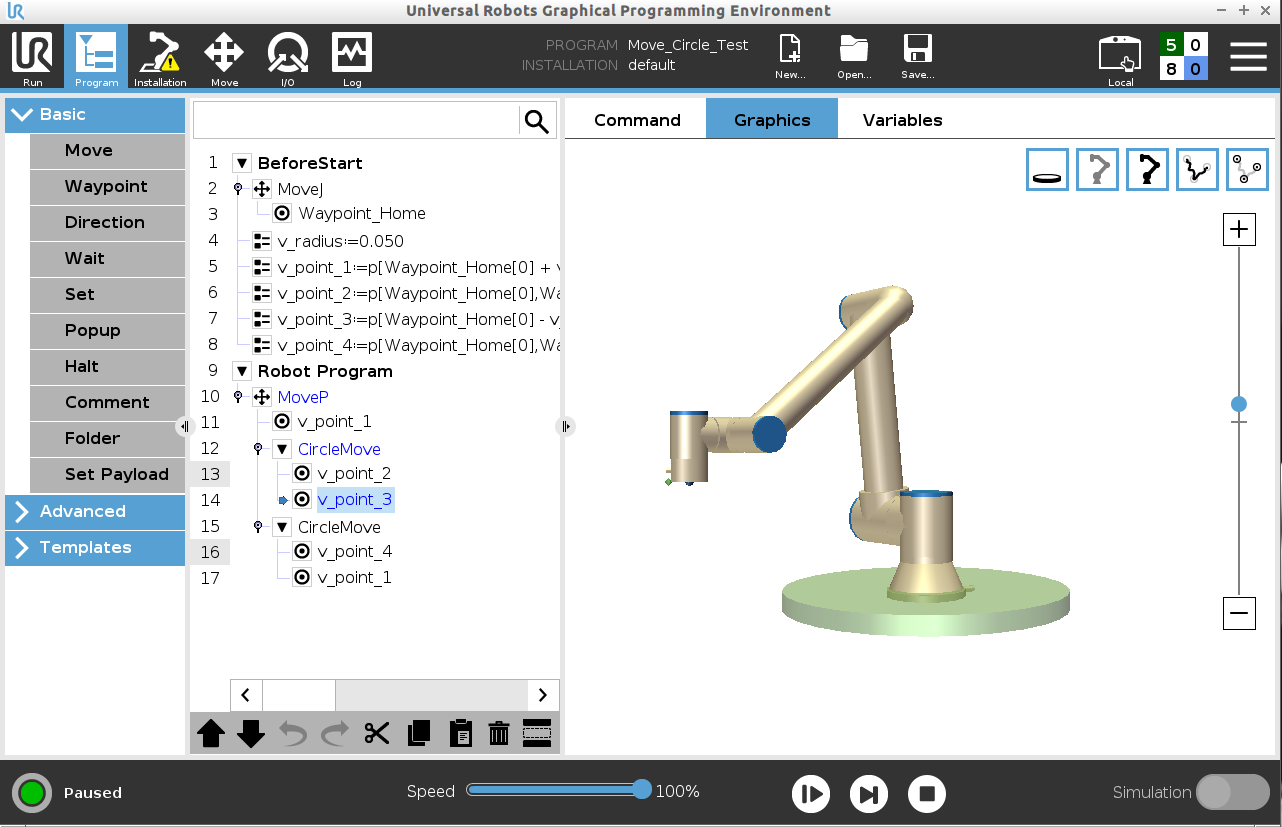 Universal Robots Graphical Programming Environment
UR
Run
Program
Installation
Move
I/O
Log
PROGRAM Move_Circle_Test
INSTALLATION default
New...
Open...
Save...
Local
5 0
8 0
Basic
Move
Waypoint
Direction
Wait
Set
Popup
Halt
Comment
Folder
Set Payload
Advanced
Templates
1 BeforeStart
2 MoveJ
3 Waypoint_Home
4 v_radius:=0.050
5 v_point_1:=p[Waypoint_Home[0] + v
6 v_point_2:=p[Waypoint_Home[0],Wa
7 v_point_3:=p[Waypoint_Home[0] - v_
8 v_point_4:=p[Waypoint_Home[0],Wa
9 Robot Program
10 MoveP
11 v_point_1
12 CircleMove
13 v_point_2
14 v_point_3
15 CircleMove
16 v_point_4
17 v_point_1
Command
Graphics
Variables
Paused
Speed 100%
Simulation